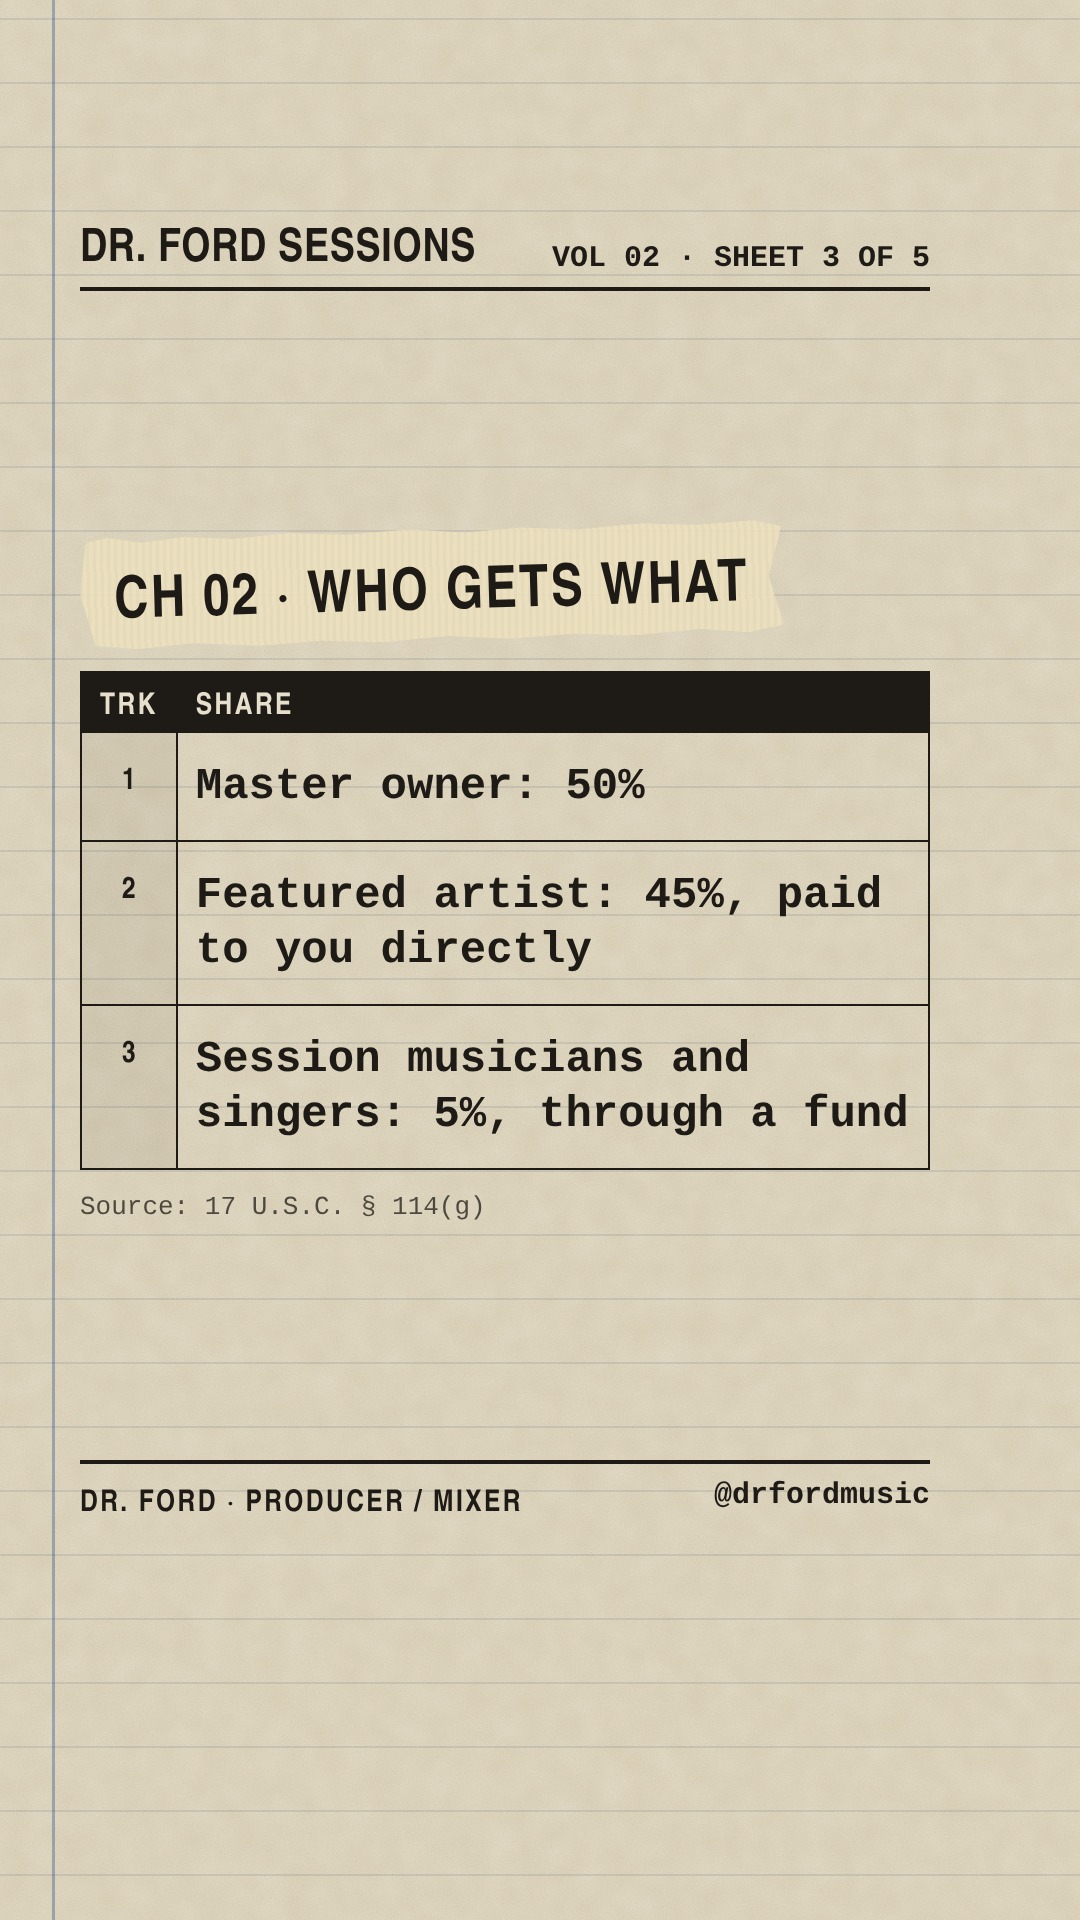 DR. FORD SESSIONS
VOL 02 · SHEET 3 OF 5
CH 02 · WHO GETS WHAT
TRK SHARE
1 Master owner: 50%
2 Featured artist: 45%, paid
to you directly
3 Session musicians and
singers: 5%, through a fund
Source: 17 U.S.C. § 114(g)
DR. FORD · PRODUCER / MIXER
@drfordmusic